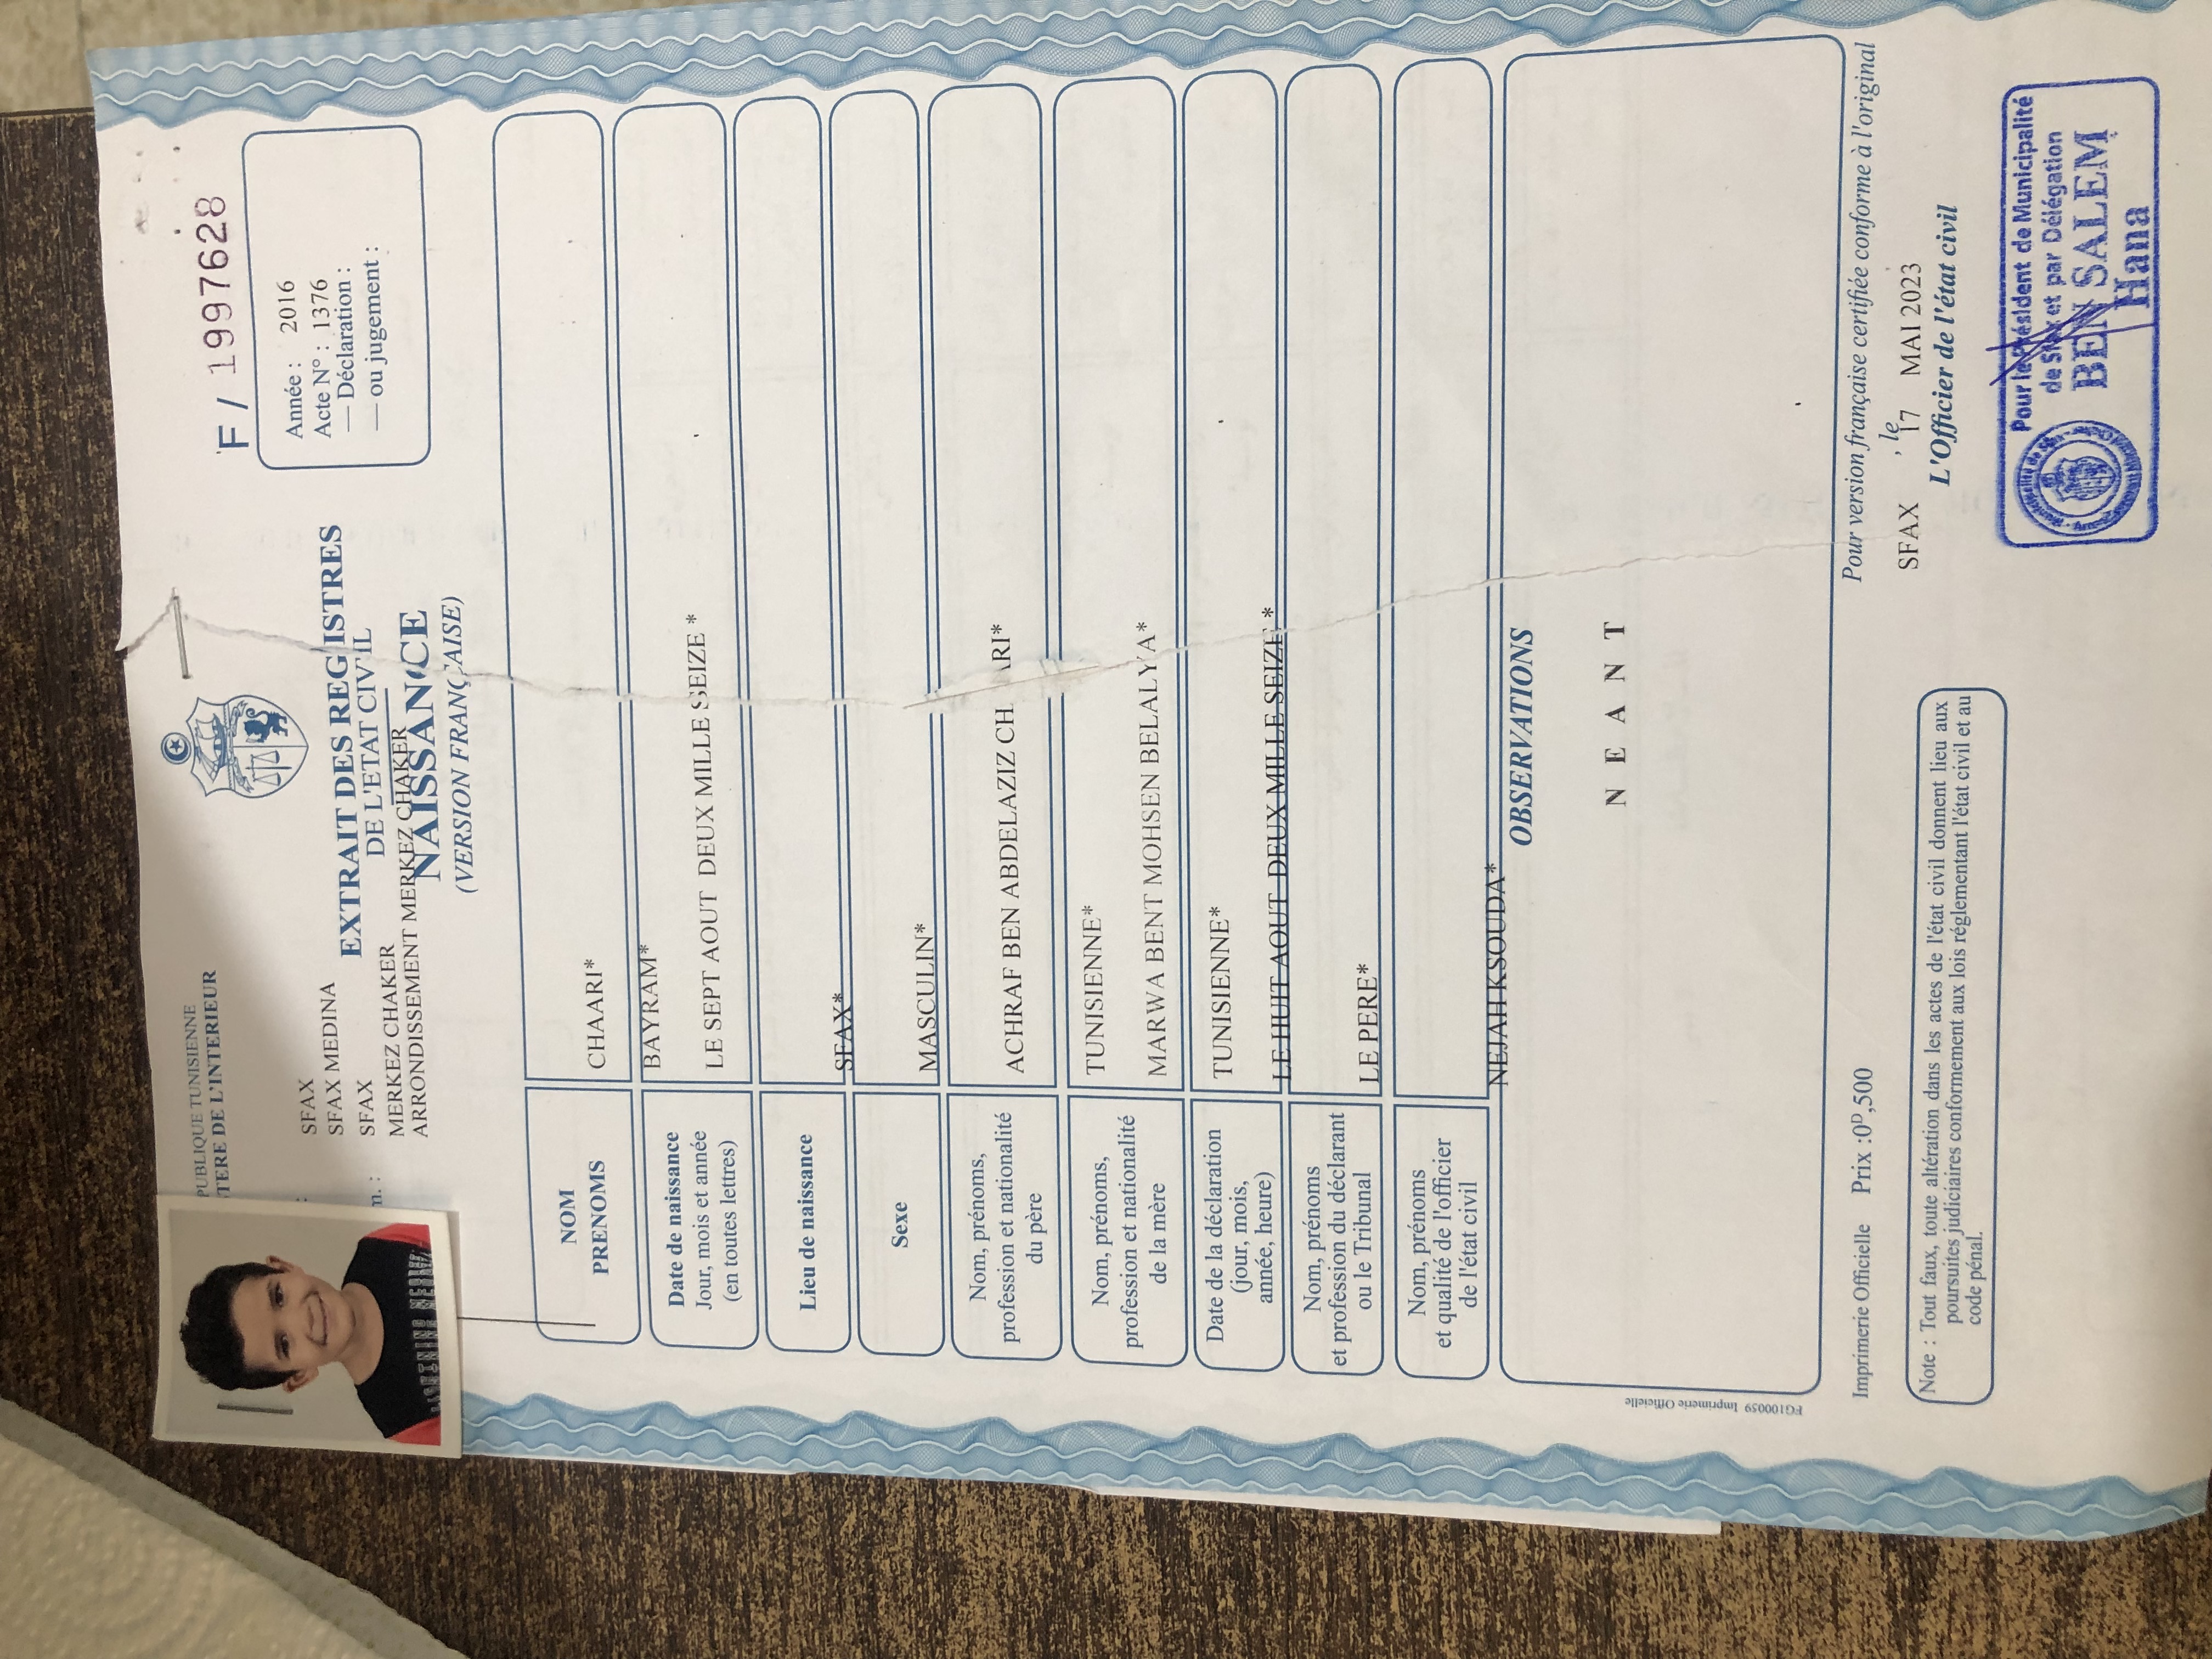 PUBLIQUE TUNISIENNE
TERE DE L'INTERIEUR
F / 1997628
Année : 2016
Acte N° : 1376
— Déclaration :
— ou jugement :
:
SFAX
SFAX MEDINA
SFAX
m. : MERKEZ CHAKER
ARRONDISSEMENT MERKEZ CHAKER
EXTRAIT DES REGISTRES
DE L'ETAT CIVIL
NAISSANCE
(VERSION FRANÇAISE)
NOM
PRENOMS
CHAARI*
BAYRAM*
Date de naissance
Jour, mois et année
(en toutes lettres)
LE SEPT AOUT DEUX MILLE SEIZE *
Lieu de naissance
SFAX*
Sexe
MASCULIN*
Nom, prénoms,
profession et nationalité
du père
ACHRAF BEN ABDELAZIZ CH ARI*
TUNISIENNE*
Nom, prénoms,
profession et nationalité
de la mère
MARWA BENT MOHSEN BELALYA*
TUNISIENNE*
Date de la déclaration
(jour, mois,
année, heure)
LE HUIT AOUT DEUX MILLE SEIZE *
Nom, prénoms
et profession du déclarant
ou le Tribunal
LE PERE*
Nom, prénoms
et qualité de l'officier
de l'état civil
NEJAH KSOUDA*
OBSERVATIONS
N E A N T
FG100059 Imprimerie Officielle
Imprimerie Officielle Prix :0D,500
Pour version française certifiée conforme à l'original
SFAX , le 17 MAI 2023
L'Officier de l'état civil
Note : Tout faux, toute altération dans les actes de l'état civil donnent lieu aux
poursuites judiciaires conformement aux lois réglementant l'état civil et au
code pénal.
Pour le Président de Municipalité
de Sfax et par Délégation
BEN SALEM
Hana